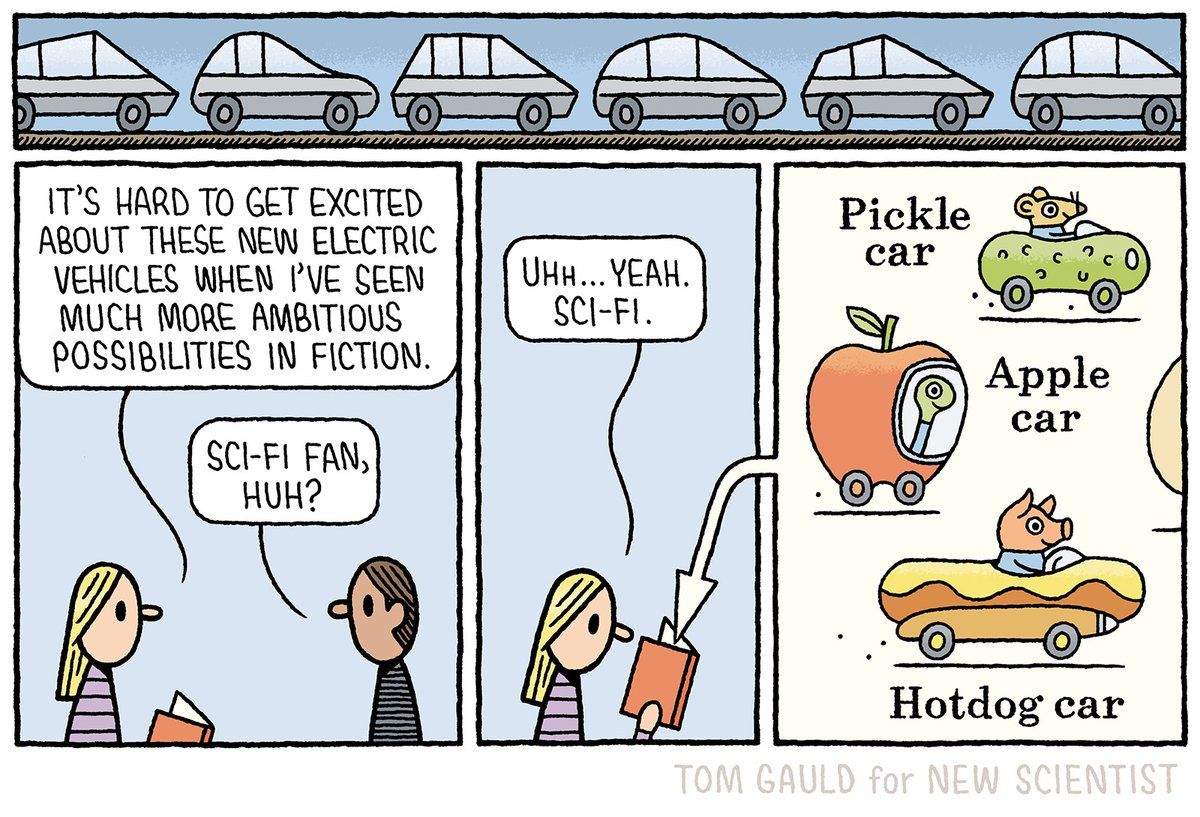 IT'S HARD TO GET EXCITED
ABOUT THESE NEW ELECTRIC
VEHICLES WHEN I'VE SEEN
MUCH MORE AMBITIOUS
POSSIBILITIES IN FICTION.
SCI-FI FAN,
HUH?
UHH... YEAH.
SCI-FI.
Pickle
car
Apple
car
Hotdog car
TOM GAULD for NEW SCIENTIST